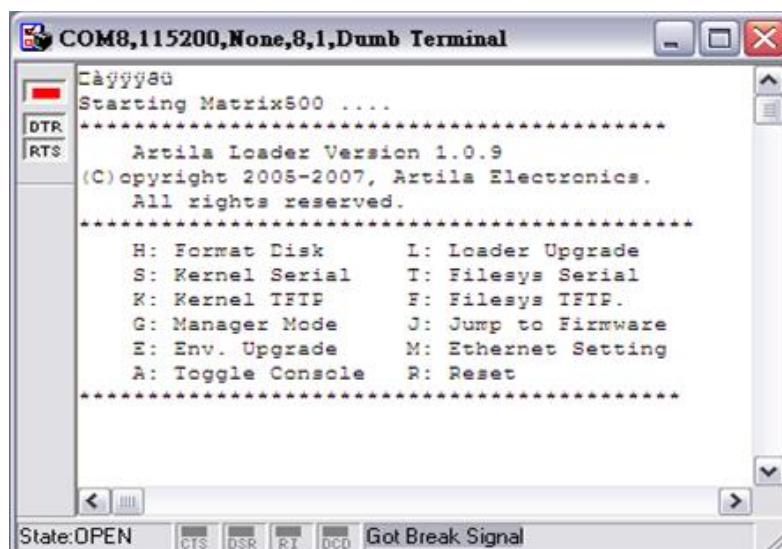 COM8,115200,None,8,1,Dumb Terminal
DTR
RTS
Starting Matrix500 ....
*******************************************
Artila Loader Version 1.0.9
(C)opyright 2005-2007, Artila Electronics.
All rights reserved.
*********************************************
H: Format Disk L: Loader Upgrade
S: Kernel Serial T: Filesys Serial
K: Kernel TFTP F: Filesys TFTP.
G: Manager Mode J: Jump to Firmware
E: Env. Upgrade M: Ethernet Setting
A: Toggle Console R: Reset
********************************************
State:OPEN CTS DSR RI DCD Got Break Signal